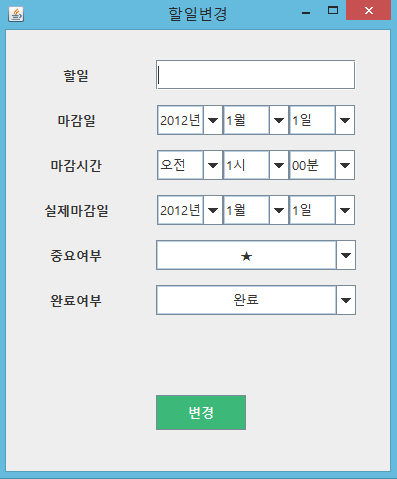 할일변경
할일
마감일 2012년 1월 1일
마감시간 오전 1시 00분
실제마감일 2012년 1월 1일
중요여부 ★
완료여부 완료
변경